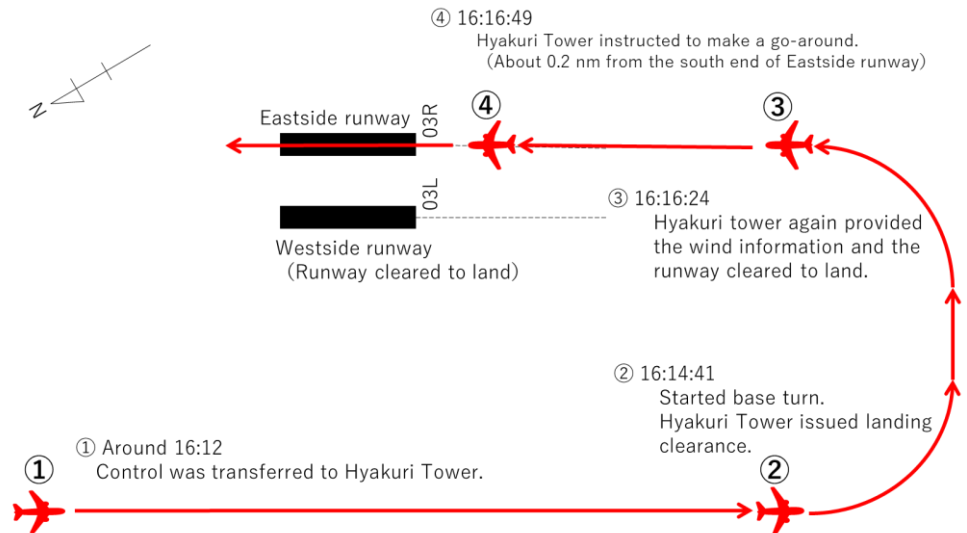 ④ 16:16:49
Hyakuri Tower instructed to make a go-around.
（About 0.2 nm from the south end of Eastside runway）
N
④
③
Eastside runway
03R
03L
③ 16:16:24
Hyakuri tower again provided
the wind information and the
runway cleared to land.
Westside runway
（Runway cleared to land）
② 16:14:41
Started base turn.
Hyakuri Tower issued landing
clearance.
① Around 16:12
Control was transferred to Hyakuri Tower.
①
②